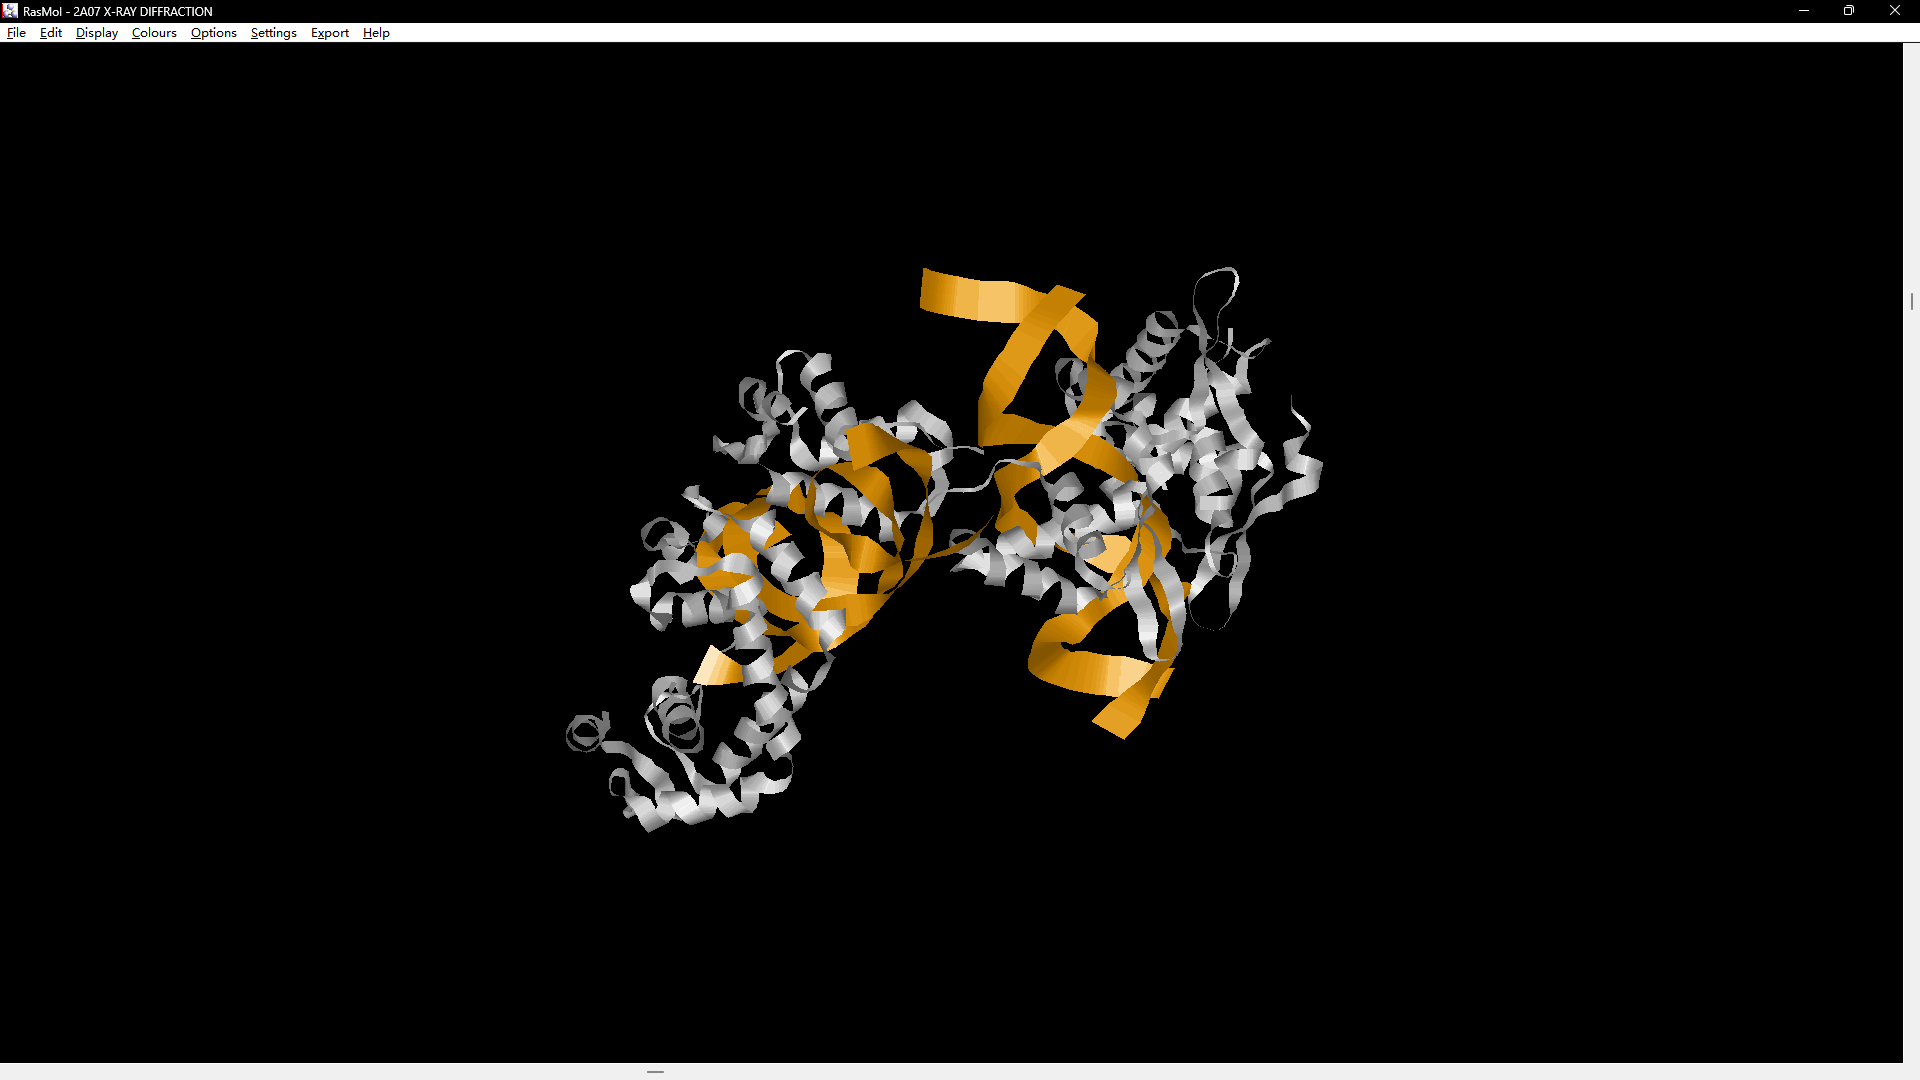 RasMol - 2A07 X-RAY DIFFRACTION
File Edit Display Colours Options Settings Export Help